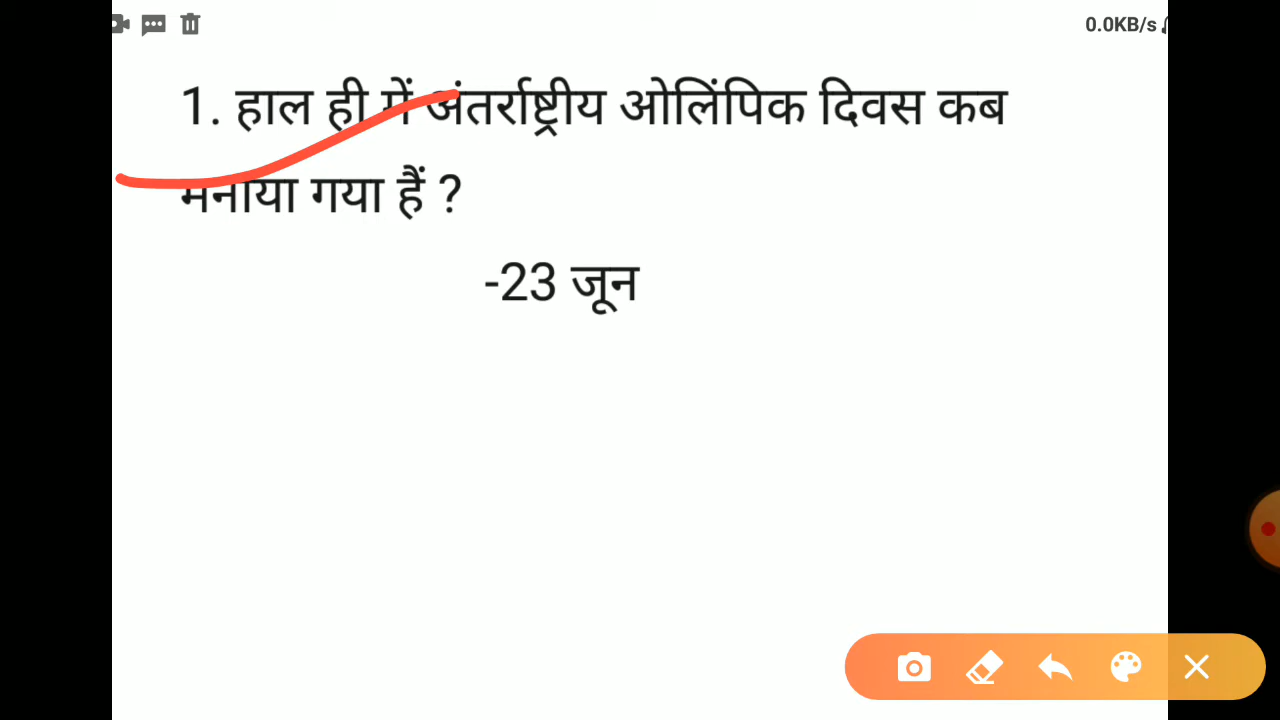 0.0KB/s
1. हाल ही में अंतर्राष्ट्रीय ओलिंपिक दिवस कब
मनाया गया हैं ?
-23 जून